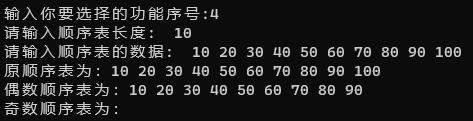 输入你要选择的功能序号:4
请输入顺序表长度:  10
请输入顺序表的数据:  10 20 30 40 50 60 70 80 90 100
原顺序表为: 10 20 30 40 50 60 70 80 90 100
偶数顺序表为: 10 20 30 40 50 60 70 80 90
奇数顺序表为: